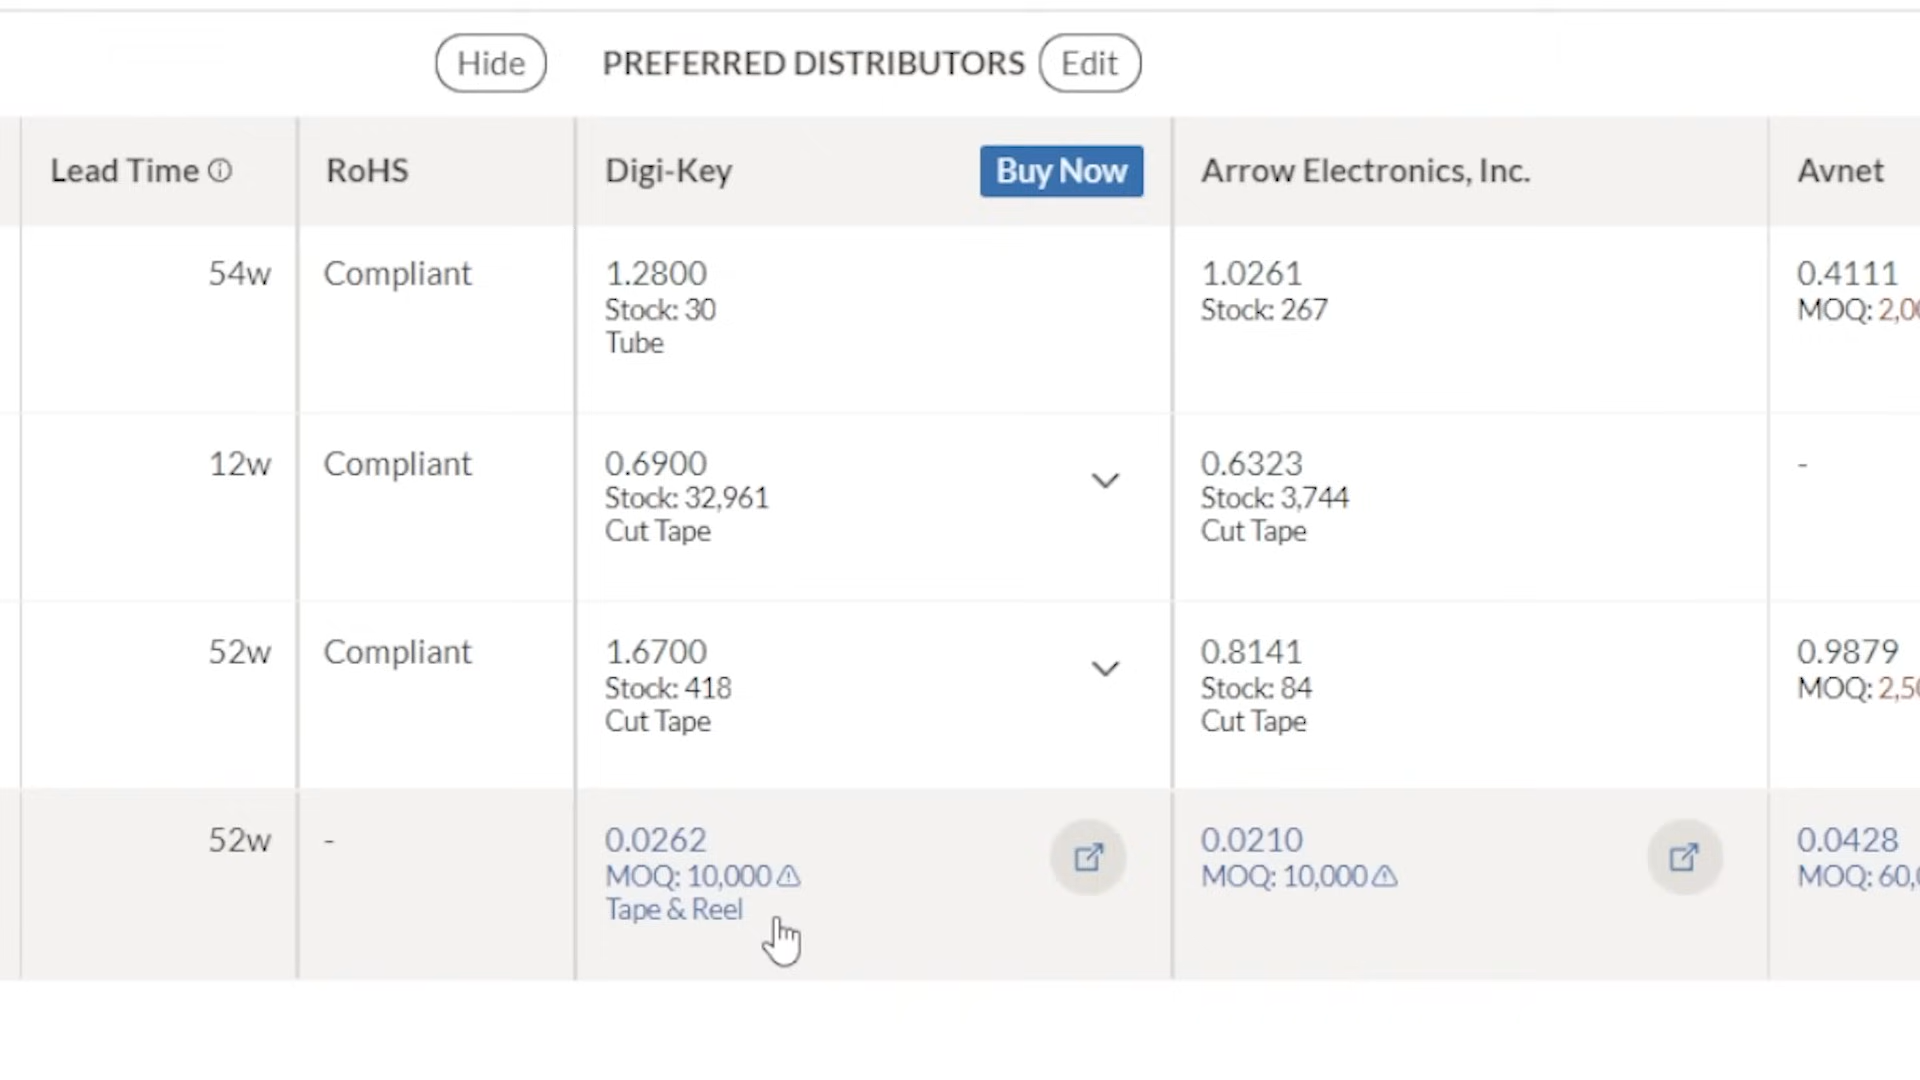 Hide PREFERRED DISTRIBUTORS Edit
Lead Time RoHS Digi-Key Buy Now Arrow Electronics, Inc. Avnet
54w Compliant 1.2800 1.0261 0.4111
Stock: 30 Stock: 267 MOQ:
Tube
12w Compliant 0.6900 0.6323 -
Stock: 32,961 Stock: 3,744
Cut Tape Cut Tape
52w Compliant 1.6700 0.8141 0.9879
Stock: 418 Stock: 84 MOQ:
Cut Tape Cut Tape
52w - 0.0262 0.0210 0.0428
MOQ: 10,000 MOQ: 10,000 MOQ:
Tape & Reel